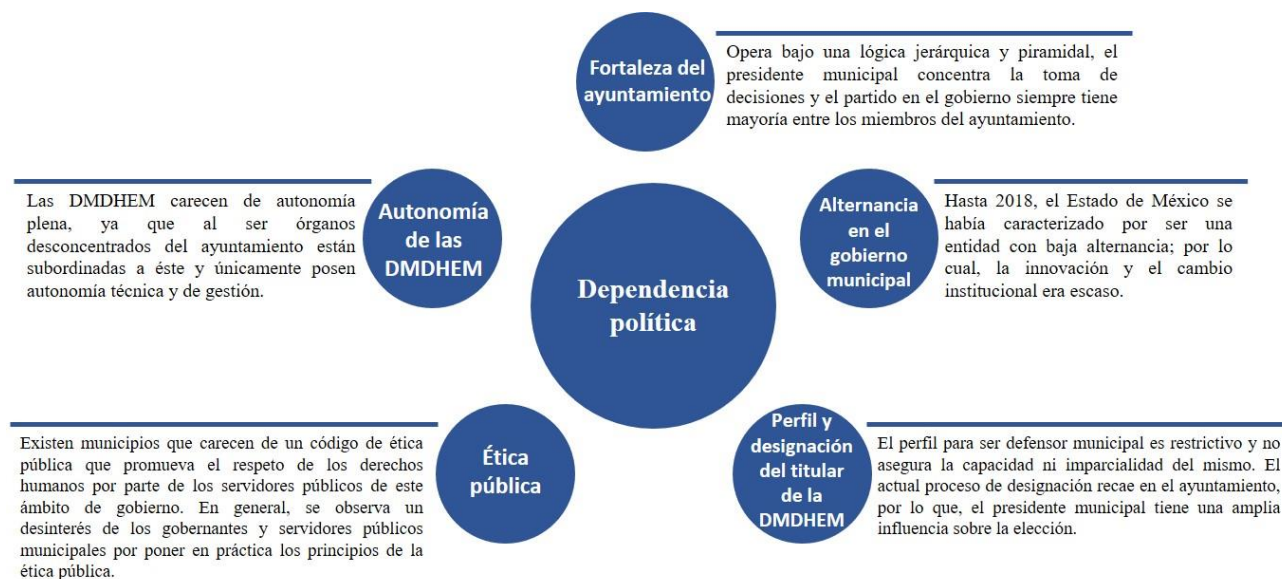 Fortaleza del
ayuntamiento
Opera bajo una lógica jerárquica y piramidal, el
presidente municipal concentra la toma de
decisiones y el partido en el gobierno siempre tiene
mayoría entre los miembros del ayuntamiento.
Las DMDHEM carecen de autonomía
plena, ya que al ser órganos
desconcentrados del ayuntamiento están
subordinadas a éste y únicamente posen
autonomía técnica y de gestión.
Autonomía
de las
DMDHEM
Alternancia
en el
gobierno
municipal
Hasta 2018, el Estado de México se
había caracterizado por ser una
entidad con baja alternancia; por lo
cual, la innovación y el cambio
institucional era escaso.
Dependencia
política
Existen municipios que carecen de un código de ética
pública que promueva el respeto de los derechos
humanos por parte de los servidores públicos de este
ámbito de gobierno. En general, se observa un
desinterés de los gobernantes y servidores públicos
municipales por poner en práctica los principios de la
ética pública.
Ética
pública
Perfil y
designación
del titular
de la
DMDHEM
El perfil para ser defensor municipal es restrictivo y no
asegura la capacidad ni imparcialidad del mismo. El
actual proceso de designación recae en el ayuntamiento,
por lo que, el presidente municipal tiene una amplia
influencia sobre la elección.